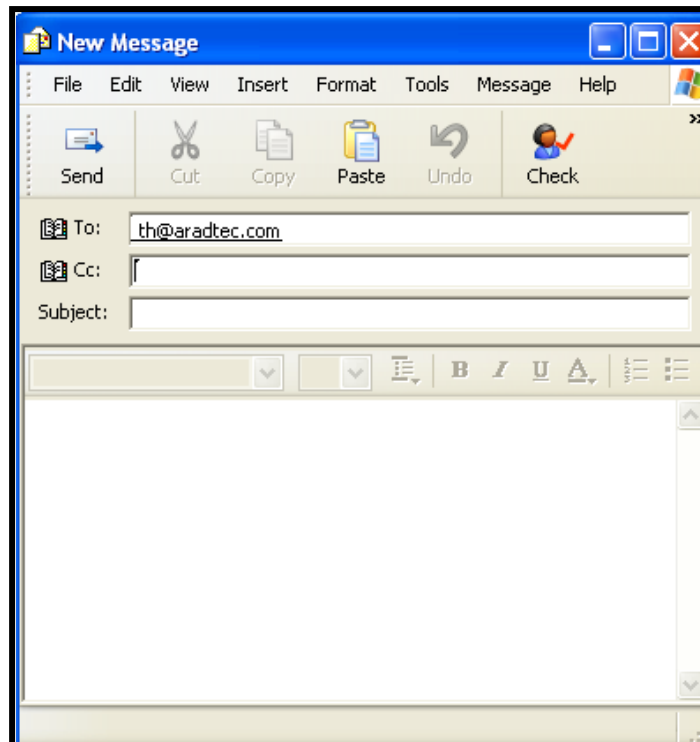 New Message
File Edit View Insert Format Tools Message Help
»
Send Cut Copy Paste Undo Check
To: th@aradtec.com
Cc:
Subject:
B I U A